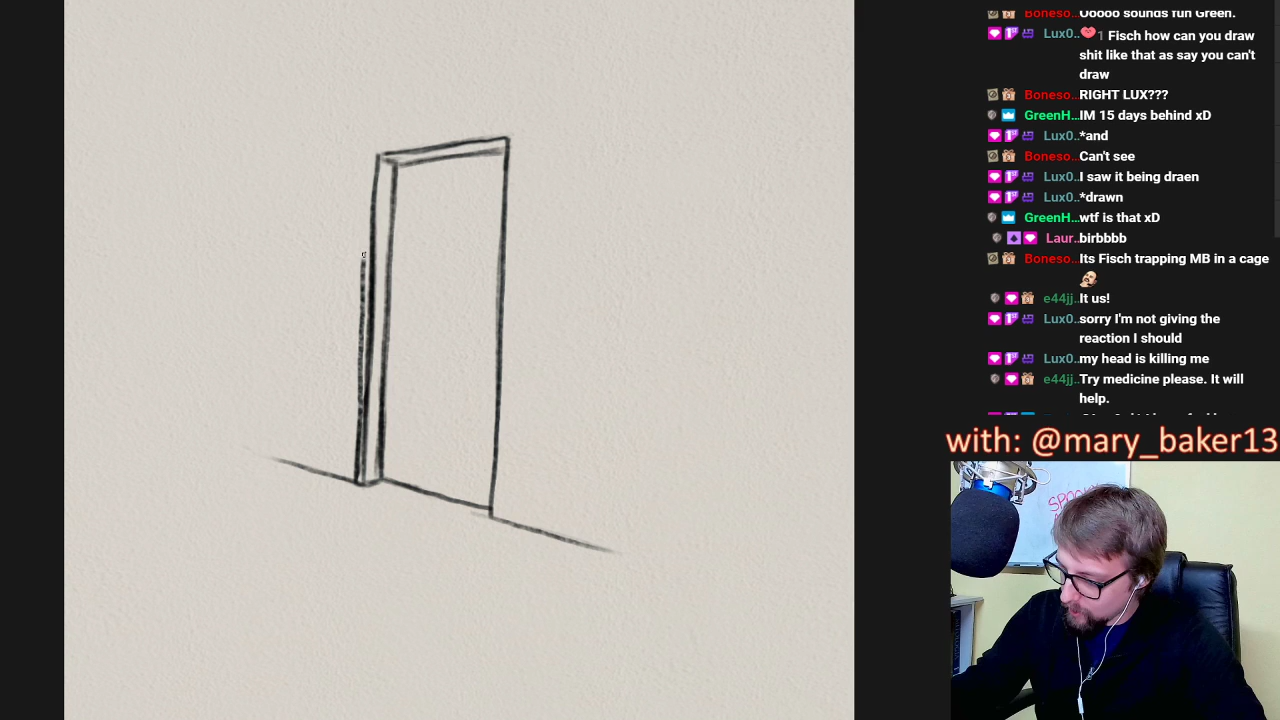 Boneso.. Ooooo sounds fun Green.
Lux0.. 1 Fisch how can you draw
shit like that as say you can't
draw
Boneso.. RIGHT LUX???
GreenH... IM 15 days behind xD
Lux0.. *and
Boneso.. Can't see
Lux0.. I saw it being draen
Lux0.. *drawn
GreenH... wtf is that xD
Laur.. birbbbb
Boneso.. Its Fisch trapping MB in a cage
e44jj.. It us!
Lux0.. sorry I'm not giving the
reaction I should
Lux0.. my head is killing me
e44jj.. Try medicine please. It will
help.
with: @mary_baker13